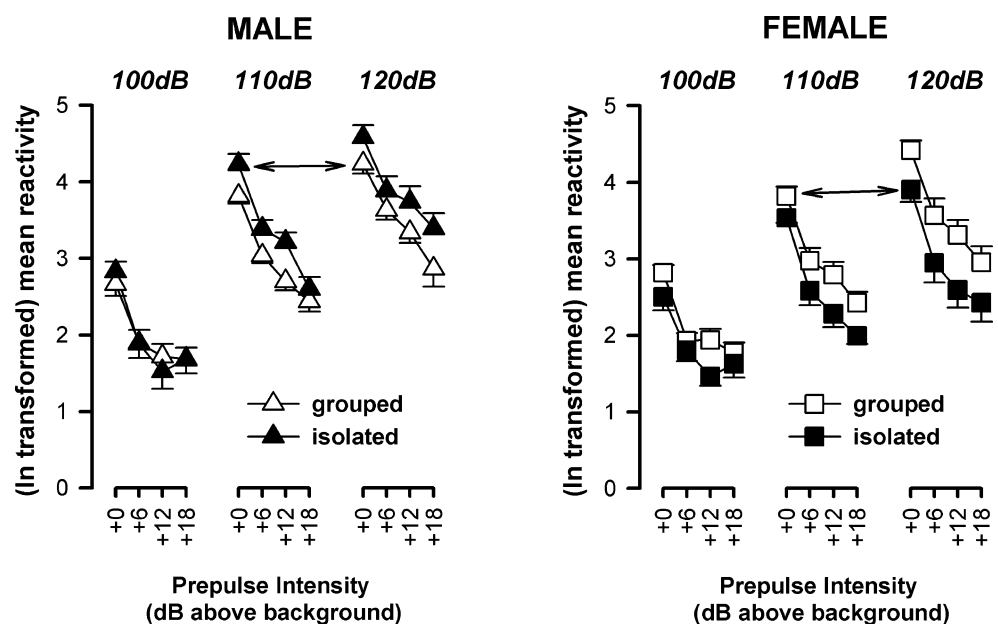 MALE
100dB 110dB 120dB
(ln transformed) mean reactivity
5
4
3
2
1
0
grouped
isolated
+0 +6 +12 +18 +0 +6 +12 +18 +0 +6 +12 +18
Prepulse Intensity
(dB above background)
FEMALE
100dB 110dB 120dB
(ln transformed) mean reactivity
5
4
3
2
1
0
grouped
isolated
+0 +6 +12 +18 +0 +6 +12 +18 +0 +6 +12 +18
Prepulse Intensity
(dB above background)